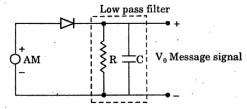 Low pass filter
+
+
AM
R
C
V₀ Message signal
–
–